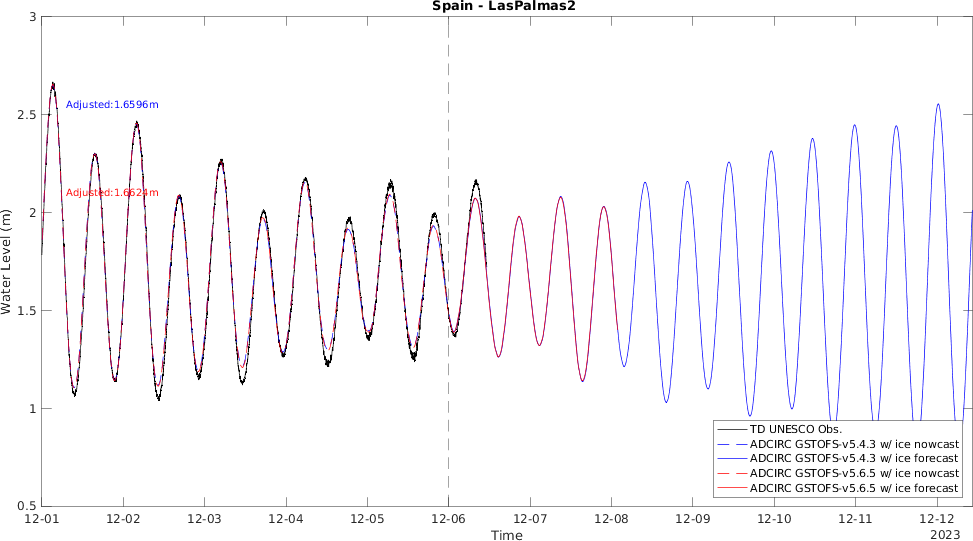 Spain - LasPalmas2
3
2.5
2
1.5
1
0.5
Water Level (m)
Adjusted:1.6596m
Adjusted:1.6624m
TD UNESCO Obs.
ADCIRC GSTOFS-v5.4.3 w/ ice nowcast
ADCIRC GSTOFS-v5.4.3 w/ ice forecast
ADCIRC GSTOFS-v5.6.5 w/ ice nowcast
ADCIRC GSTOFS-v5.6.5 w/ ice forecast
12-01 12-02 12-03 12-04 12-05 12-06 12-07 12-08 12-09 12-10 12-11 12-12
2023
Time